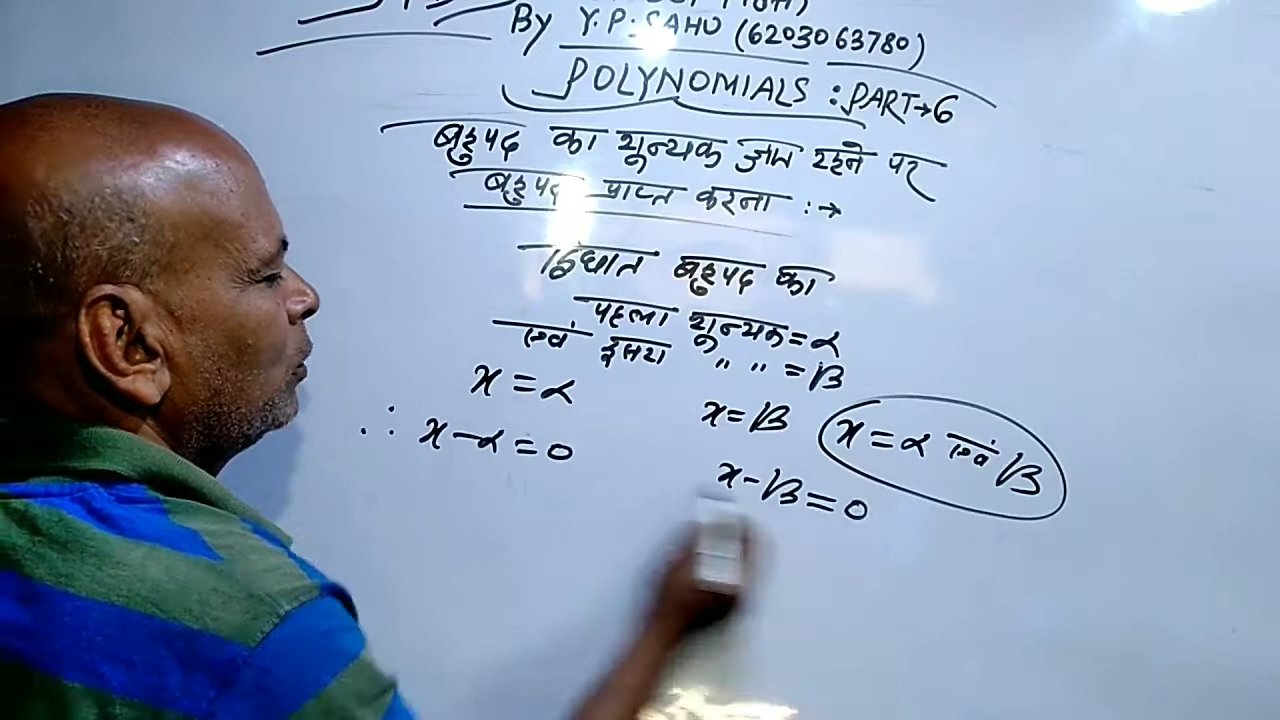 By Y.P. SAHU (6203063780)
POLYNOMIALS : PART→6
बहुपद का शून्यक ज्ञात रहने पर
बहुपद प्राप्त करना :→
द्विघात बहुपद का
पहला शून्यक = α
एवं दूसरा " " = β
x = α
x = β
x = α एवं β
∴ x - α = 0
x - β = 0